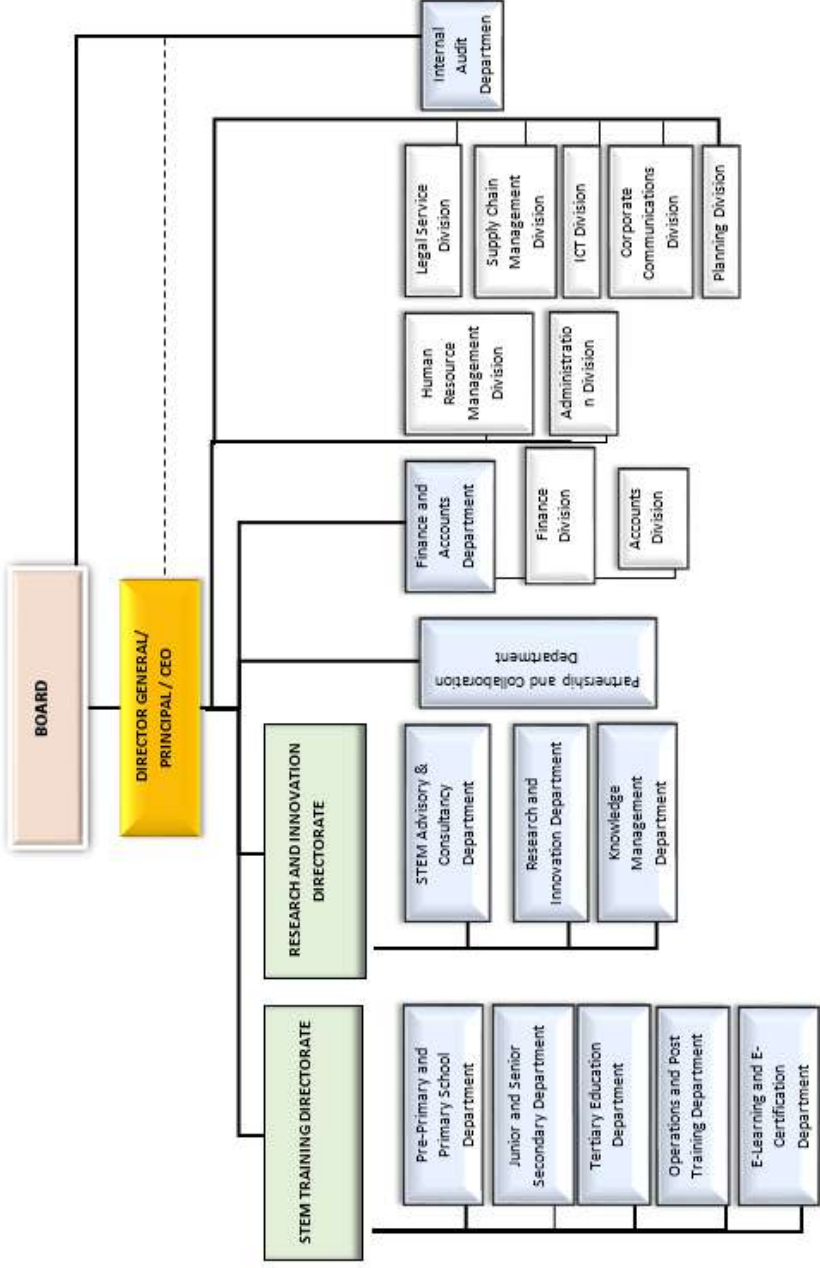 BOARD
DIRECTOR GENERAL/
PRINCIPAL / CEO
STEM TRAINING DIRECTORATE
RESEARCH AND INNOVATION
DIRECTORATE
Pre-Primary and
Primary School
Department
Junior and Senior
Secondary Department
Tertiary Education
Department
Operations and Post
Training Department
E-Learning and E-
Certification
Department
STEM Advisory &
Consultancy
Department
Research and
Innovation Department
Knowledge
Management
Department
Partnership and Collaboration
Department
Finance and
Accounts
Department
Finance
Division
Accounts
Division
Human
Resource
Management
Division
Administratio
n Division
Legal Service
Division
Supply Chain
Management
Division
ICT Division
Corporate
Communications
Division
Planning Division
Internal
Audit
Departmen